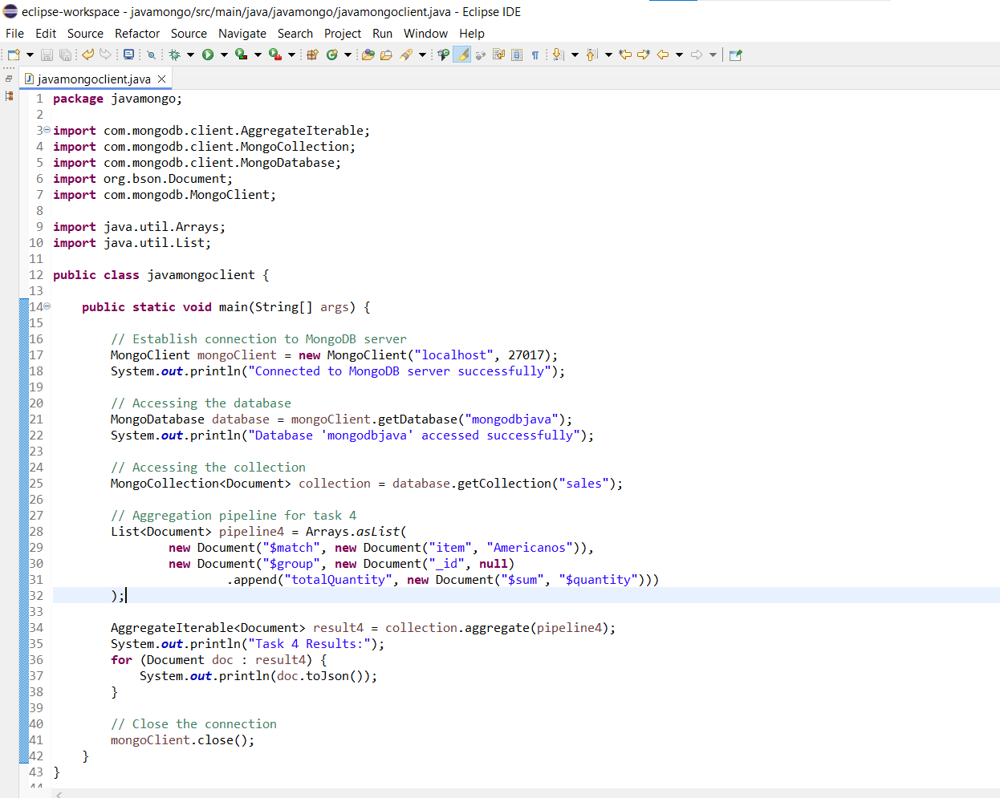 eclipse-workspace - javamongo/src/main/java/javamongo/javamongoclient.java - Eclipse IDE
File Edit Source Refactor Source Navigate Search Project Run Window Help
javamongoclient.java
1 package javamongo;
2
3 import com.mongodb.client.AggregateIterable;
4 import com.mongodb.client.MongoCollection;
5 import com.mongodb.client.MongoDatabase;
6 import org.bson.Document;
7 import com.mongodb.MongoClient;
8
9 import java.util.Arrays;
10 import java.util.List;
11
12 public class javamongoclient {
13
14     public static void main(String[] args) {
15
16         // Establish connection to MongoDB server
17         MongoClient mongoClient = new MongoClient("localhost", 27017);
18         System.out.println("Connected to MongoDB server successfully");
19
20         // Accessing the database
21         MongoDatabase database = mongoClient.getDatabase("mongodbjava");
22         System.out.println("Database 'mongodbjava' accessed successfully");
23
24         // Accessing the collection
25         MongoCollection<Document> collection = database.getCollection("sales");
26
27         // Aggregation pipeline for task 4
28         List<Document> pipeline4 = Arrays.asList(
29                 new Document("$match", new Document("item", "Americanos")),
30                 new Document("$group", new Document("_id", null)
31                         .append("totalQuantity", new Document("$sum", "$quantity")))
32         );
33
34         AggregateIterable<Document> result4 = collection.aggregate(pipeline4);
35         System.out.println("Task 4 Results:");
36         for (Document doc : result4) {
37             System.out.println(doc.toJson());
38         }
39
40         // Close the connection
41         mongoClient.close();
42     }
43 }
44